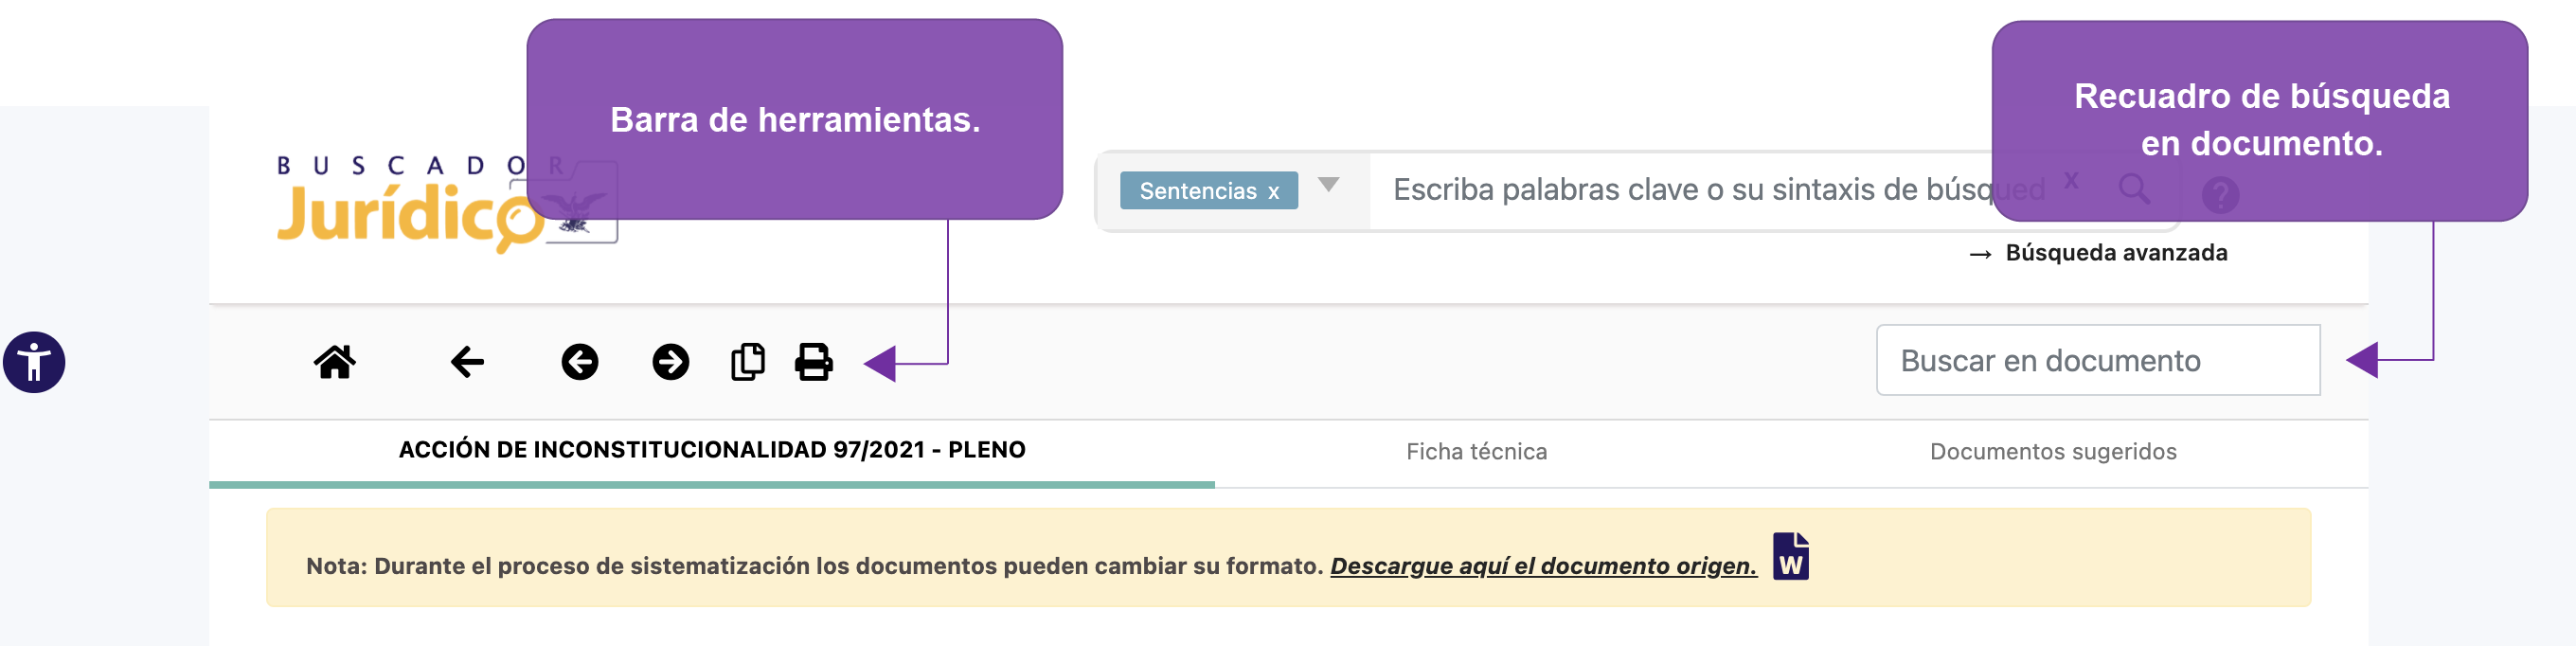 Barra de herramientas.
Recuadro de búsqueda
en documento.
BUSCADOR
Jurídico
Sentencias x
Escriba palabras clave o su sintaxis de búsqued
x
?
→ Búsqueda avanzada
Buscar en documento
ACCIÓN DE INCONSTITUCIONALIDAD 97/2021 - PLENO
Ficha técnica
Documentos sugeridos
Nota: Durante el proceso de sistematización los documentos pueden cambiar su formato. Descargue aquí el documento origen.
W